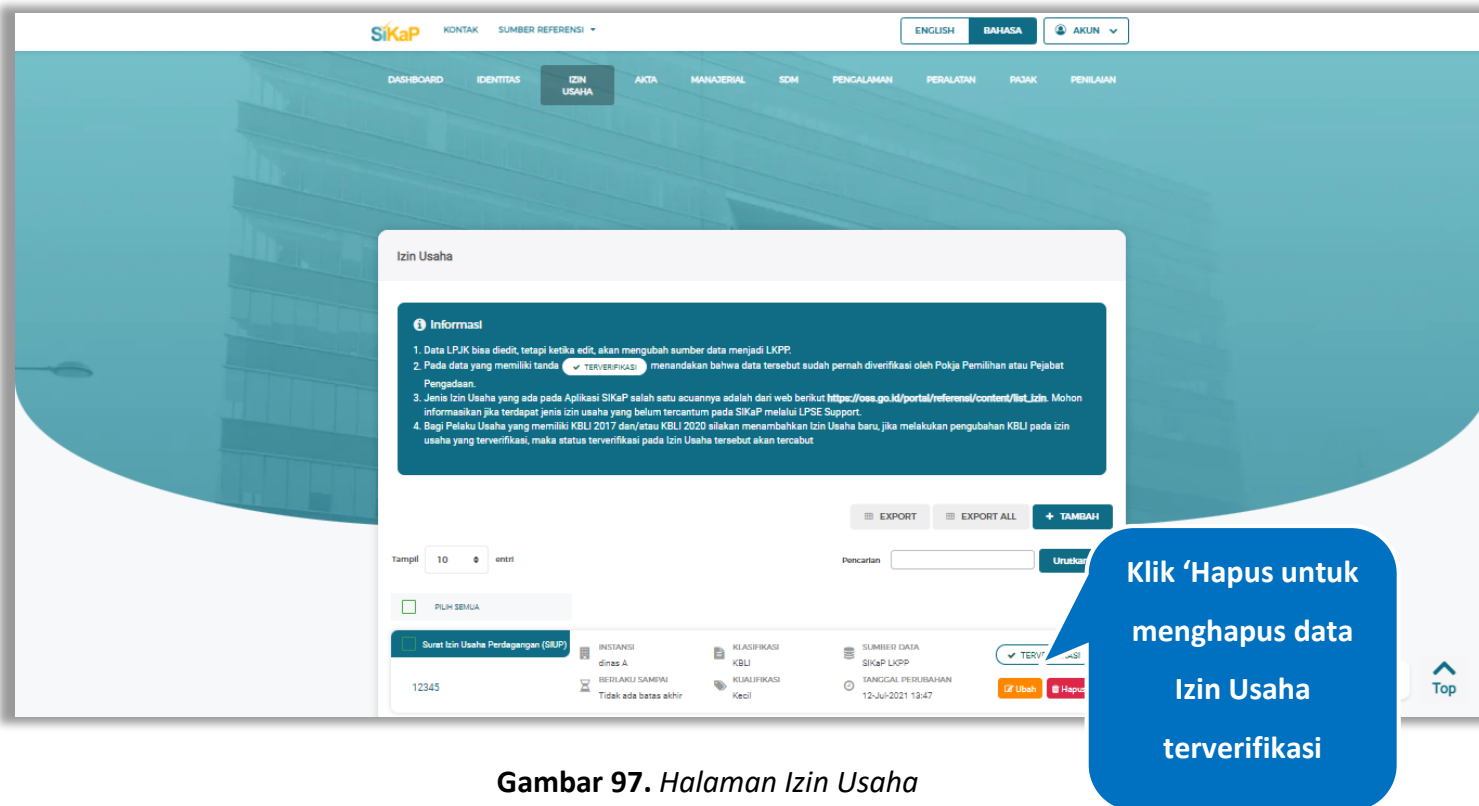 SiKaP KONTAK SUMBER REFERENSI ENGLISH BAHASA AKUN
DASHBOARD IDENTITAS IZIN USAHA AKTA MANAJERIAL SDM PENGALAMAN PERALATAN PAJAK PENILAIAN
Izin Usaha
Informasi
1. Data LPJK bisa diedit, tetapi ketika edit, akan mengubah sumber data menjadi LKPP.
2. Pada data yang memiliki tanda TERVERIFIKASI menandakan bahwa data tersebut sudah pernah diverifikasi oleh Pokja Pemilihan atau Pejabat
Pengadaan.
3. Jenis Izin Usaha yang ada pada Aplikasi SIKaP salah satu acuannya adalah dari web berikut https://oss.go.id/portal/referensi/content/list_izin. Mohon
informasikan jika terdapat jenis izin usaha yang belum tercantum pada SIKaP melalui LPSE Support.
4. Bagi Pelaku Usaha yang memiliki KBLI 2017 dan/atau KBLI 2020 silakan menambahkan Izin Usaha baru, jika melakukan pengubahan KBLI pada izin
usaha yang terverifikasi, maka status terverifikasi pada Izin Usaha tersebut akan tercabut
EXPORT EXPORT ALL + TAMBAH
Tampil 10 entri Pencarian Urutkan
PILIH SEMUA
Surat Izin Usaha Perdagangan (SIUP)
12345
INSTANSI
dinas A
BERLAKU SAMPAI
Tidak ada batas akhir
KLASIFIKASI
KBLI
KUALIFIKASI
Kecil
SUMBER DATA
SIKaP LKPP
TANGGAL PERUBAHAN
12-Jul-2021 13:47
Ubah Hapus
Klik ‘Hapus untuk
menghapus data
Izin Usaha
terverifikasi
Top
Gambar 97. Halaman Izin Usaha